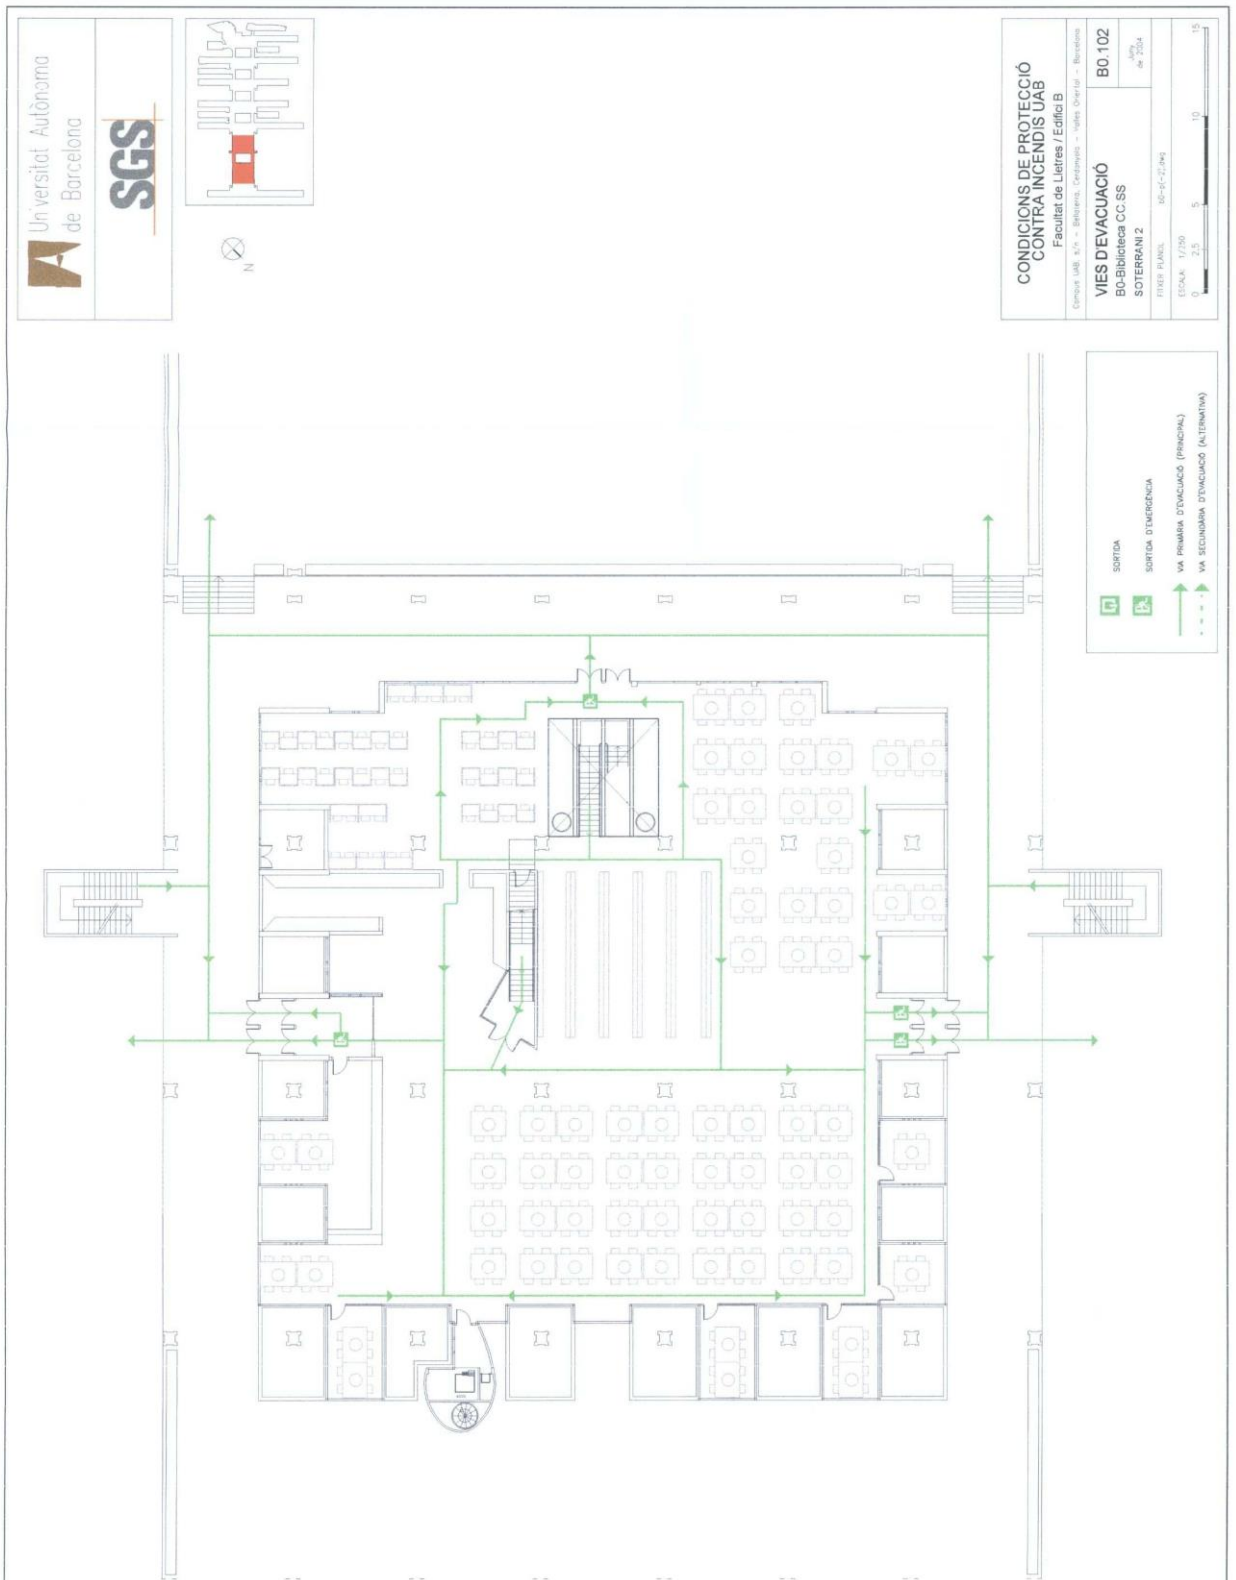 Universitat Autònoma
de Barcelona
SGS
N
CONDICIONS DE PROTECCIÓ
CONTRA INCENDIS UAB
Facultat de Lletres / Edifici B
Campus UAB, s/n - Bellaterra, Cerdanyola - Vallès Oriental - Barcelona
VIES D'EVACUACIÓ
B0-Biblioteca CC.SS
SOTERRANI 2
B0.102
Juny
de 2004
FITXER PLÀNOL
ESCALA: 1/250
0 2,5 5 10 15
SORTIDA
SORTIDA D'EMERGÈNCIA
VIA PRIMÀRIA D'EVACUACIÓ (PRINCIPAL)
VIA SECUNDÀRIA D'EVACUACIÓ (ALTERNATIVA)